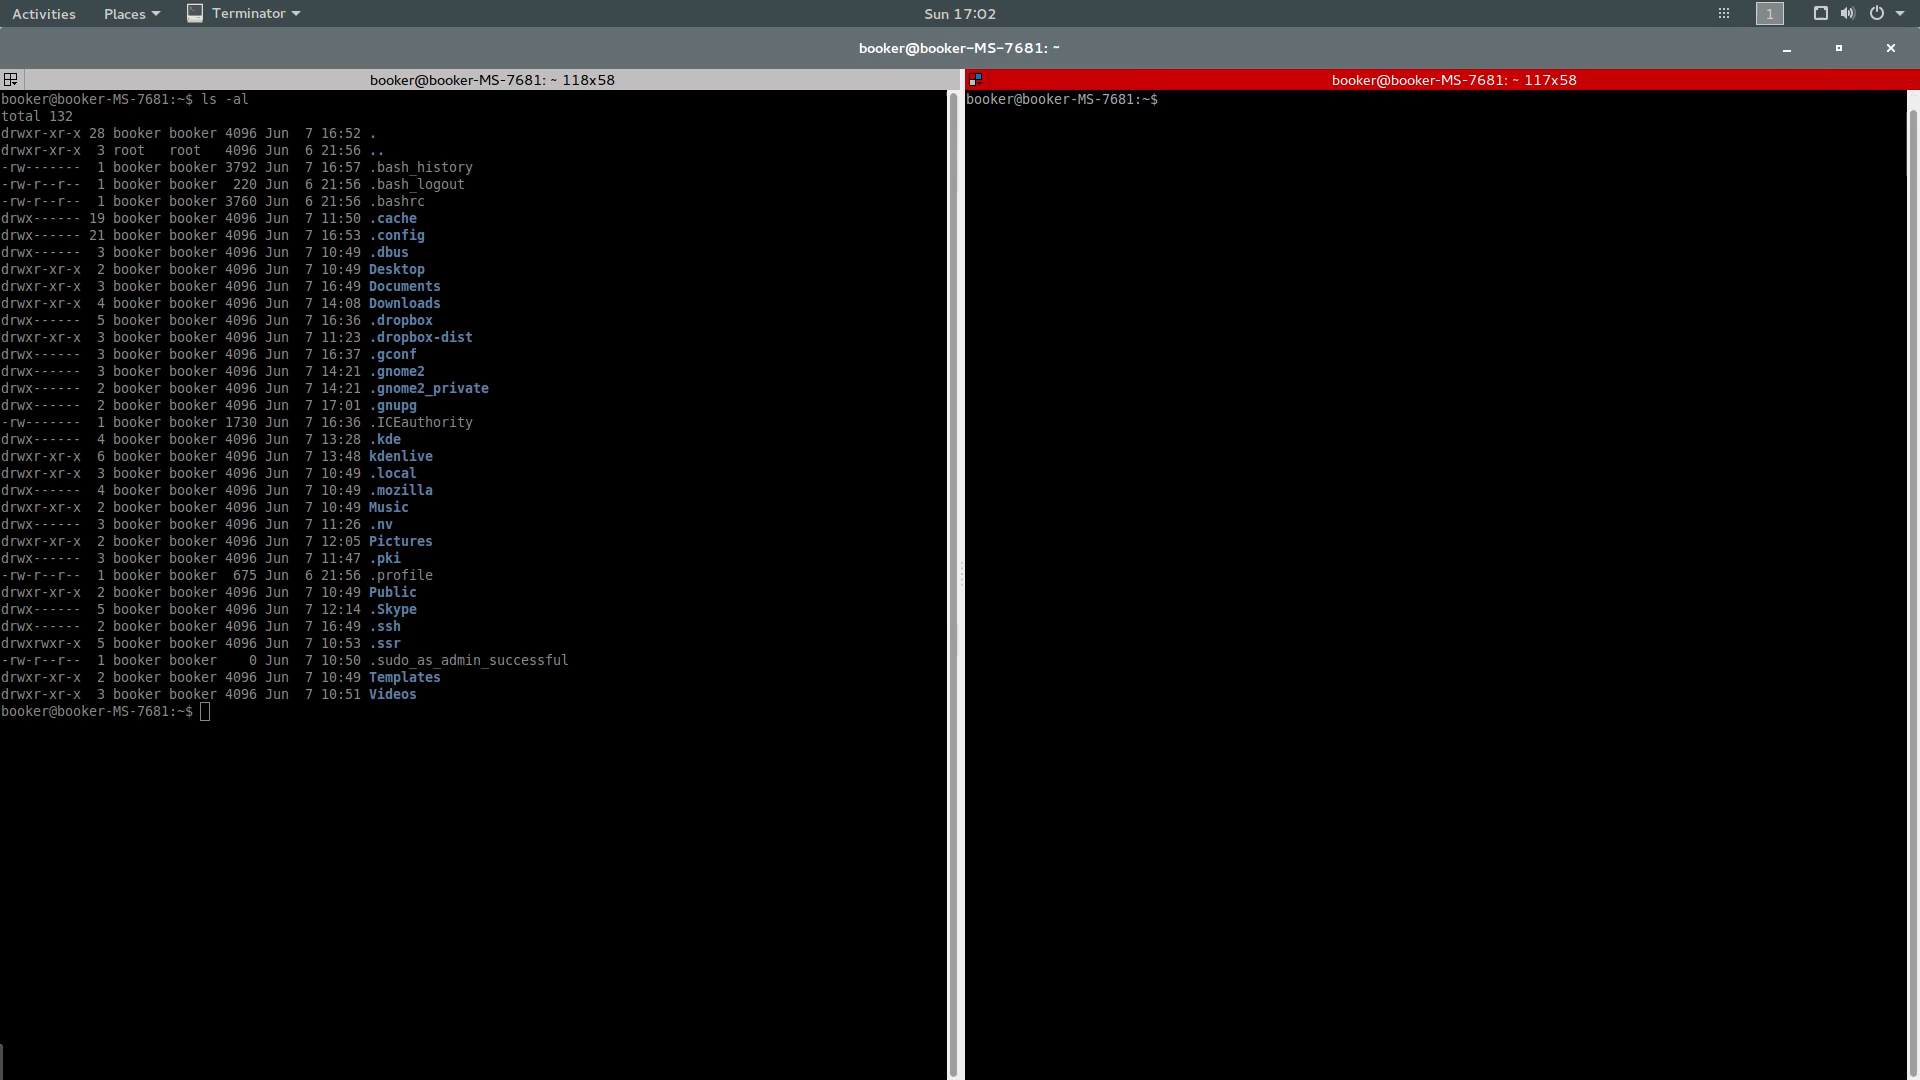 Activities Places Terminator Sun 17:02 1
booker@booker-MS-7681: ~
booker@booker-MS-7681: ~ 118x58
booker@booker-MS-7681: ~ 117x58
booker@booker-MS-7681:~$ ls -al
total 132
drwxr-xr-x 28 booker booker 4096 Jun  7 16:52 .
drwxr-xr-x  3 root   root   4096 Jun  6 21:56 ..
-rw-------  1 booker booker 3792 Jun  7 16:57 .bash_history
-rw-r--r--  1 booker booker  220 Jun  6 21:56 .bash_logout
-rw-r--r--  1 booker booker 3760 Jun  6 21:56 .bashrc
drwx------ 19 booker booker 4096 Jun  7 11:50 .cache
drwx------ 21 booker booker 4096 Jun  7 16:53 .config
drwx------  3 booker booker 4096 Jun  7 10:49 .dbus
drwxr-xr-x  2 booker booker 4096 Jun  7 10:49 Desktop
drwxr-xr-x  3 booker booker 4096 Jun  7 16:49 Documents
drwxr-xr-x  4 booker booker 4096 Jun  7 14:08 Downloads
drwx------  5 booker booker 4096 Jun  7 16:36 .dropbox
drwxr-xr-x  3 booker booker 4096 Jun  7 11:23 .dropbox-dist
drwx------  3 booker booker 4096 Jun  7 16:37 .gconf
drwx------  3 booker booker 4096 Jun  7 14:21 .gnome2
drwx------  2 booker booker 4096 Jun  7 14:21 .gnome2_private
drwx------  2 booker booker 4096 Jun  7 17:01 .gnupg
-rw-------  1 booker booker 1730 Jun  7 16:36 .ICEauthority
drwx------  4 booker booker 4096 Jun  7 13:28 .kde
drwxr-xr-x  6 booker booker 4096 Jun  7 13:48 kdenlive
drwxr-xr-x  3 booker booker 4096 Jun  7 10:49 .local
drwx------  4 booker booker 4096 Jun  7 10:49 .mozilla
drwxr-xr-x  2 booker booker 4096 Jun  7 10:49 Music
drwx------  3 booker booker 4096 Jun  7 11:26 .nv
drwxr-xr-x  2 booker booker 4096 Jun  7 12:05 Pictures
drwx------  3 booker booker 4096 Jun  7 11:47 .pki
-rw-r--r--  1 booker booker  675 Jun  6 21:56 .profile
drwxr-xr-x  2 booker booker 4096 Jun  7 10:49 Public
drwx------  5 booker booker 4096 Jun  7 12:14 .Skype
drwx------  2 booker booker 4096 Jun  7 16:49 .ssh
drwxrwxr-x  5 booker booker 4096 Jun  7 10:53 .ssr
-rw-r--r--  1 booker booker    0 Jun  7 10:50 .sudo_as_admin_successful
drwxr-xr-x  2 booker booker 4096 Jun  7 10:49 Templates
drwxr-xr-x  3 booker booker 4096 Jun  7 10:51 Videos
booker@booker-MS-7681:~$
booker@booker-MS-7681:~$